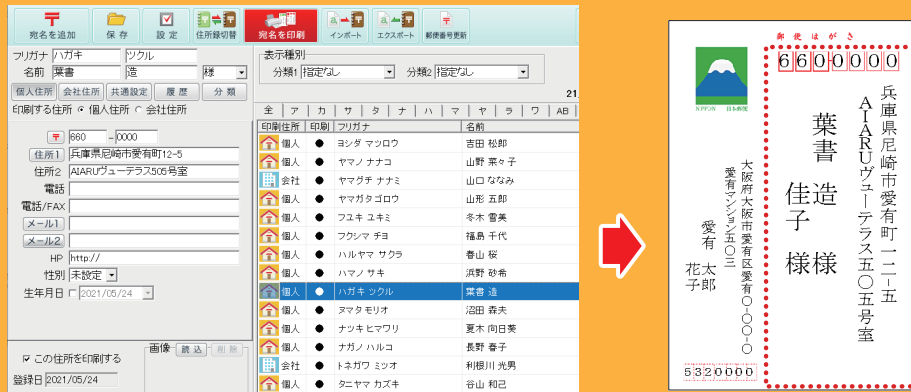 宛名を追加 保存 設定 住所録切替 宛名を印刷 インポート エクスポート 郵便番号更新
フリガナ ハガキ ツクル
名前 葉書 造 様
個人住所 会社住所 共通設定 履歴 分類
印刷する住所 個人住所 会社住所
〒 660 - 0000
住所1 兵庫県尼崎市愛有町12-5
住所2 AIARUヴューテラス505号室
電話
電話/FAX
メール1
メール2
HP http://
性別 未設定
生年月日 2021/05/24
この住所を印刷する
登録日 2021/05/24
画像 読込 削除
表示種別
分類1 指定なし 分類2 指定なし
21
全 ア カ サ タ ナ ハ マ ヤ ラ ワ AB
印刷住所 印刷 フリガナ 名前
個人 ● ヨシダ マツロウ 吉田 松郎
個人 ● ヤマノ ナナコ 山野 菜々子
会社 ● ヤマグチ ナナミ 山口 ななみ
個人 ● ヤマガタ ゴロウ 山形 五郎
個人 ● フユキ ユキミ 冬木 雪美
個人 ● フクシマ チヨ 福島 千代
個人 ● ハルヤマ サクラ 春山 桜
個人 ● ハマノ サキ 浜野 砂希
個人 ● ハガキ ツクル 葉書 造
個人 ● ヌマタ モリオ 沼田 森夫
個人 ● ナツキ ヒマワリ 夏木 向日葵
個人 ● ナガノ ハルコ 長野 春子
会社 ● トネガワ ミツオ 利根川 光男
個人 ● タニヤマ カズキ 谷山 和己
郵便はがき
660-0000
NIPPON 日本郵便
兵庫県尼崎市愛有町一二-五
AIARUヴューテラス五〇五号室
葉書 造 様
佳子 様
大阪府大阪市愛有区愛有〇-〇〇-〇
愛有マンション五〇三
愛有 太郎
花子
5320000